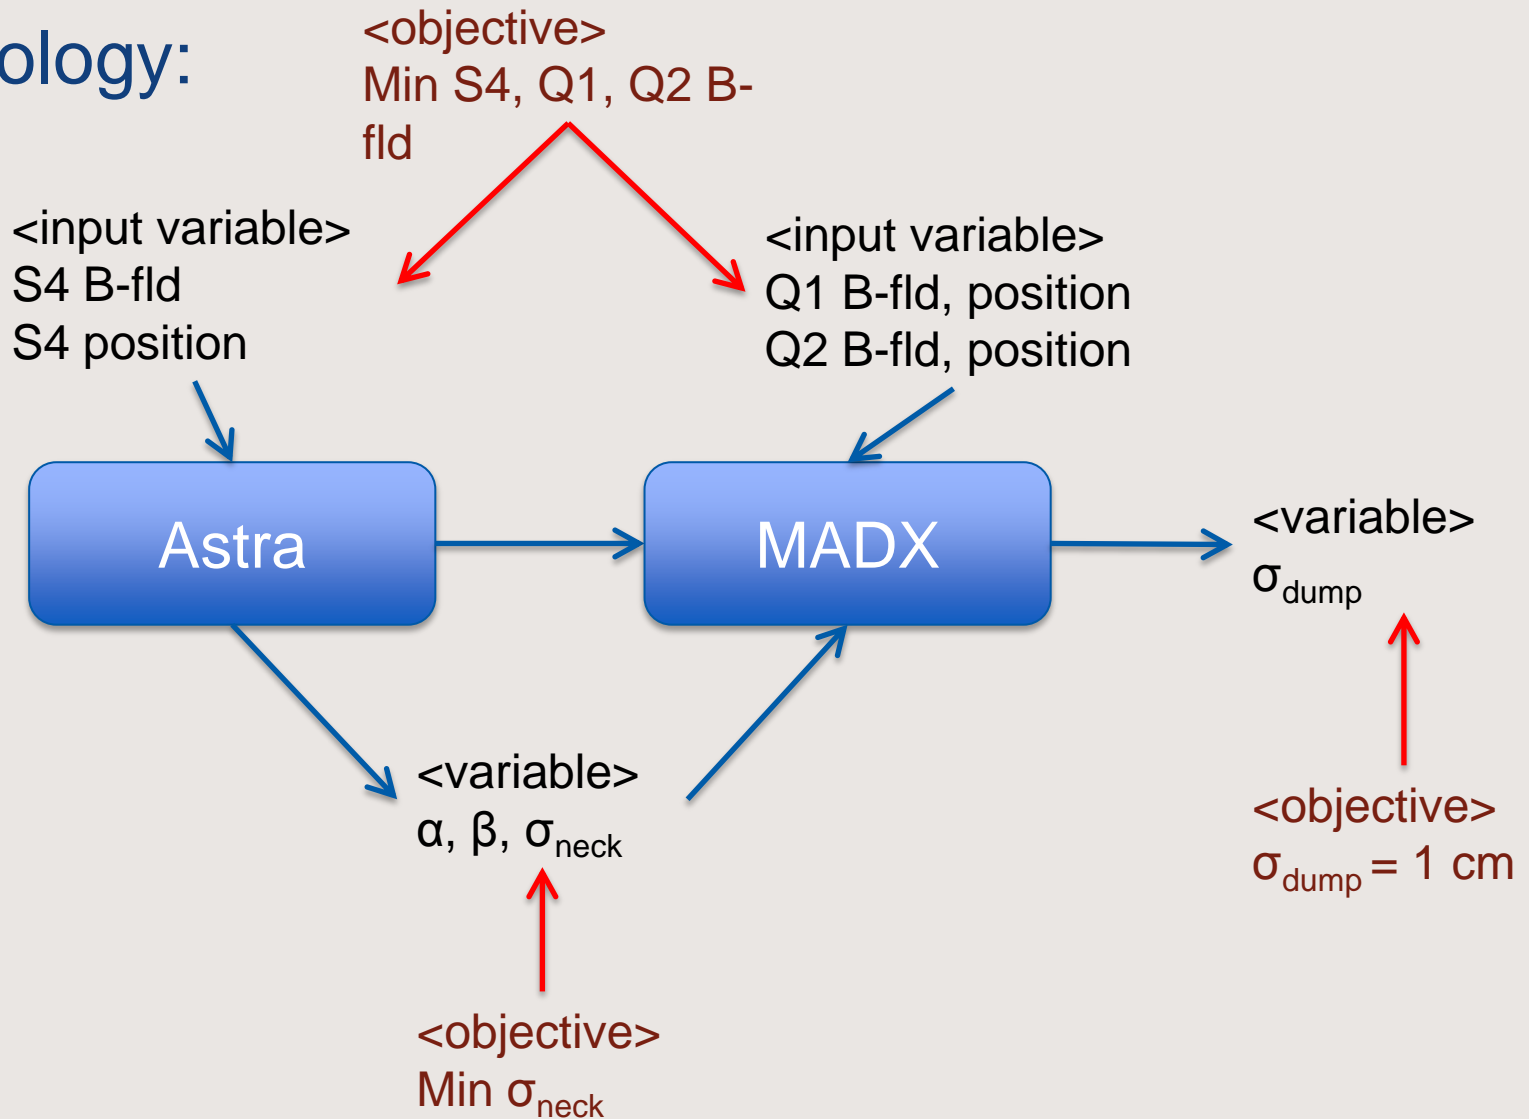 ology:
<objective>
Min S4, Q1, Q2 B-
fld
<input variable>
S4 B-fld
S4 position
<input variable>
Q1 B-fld, position
Q2 B-fld, position
Astra
MADX
<variable>
σdump
<variable>
α, β, σneck
<objective>
σdump = 1 cm
<objective>
Min σneck